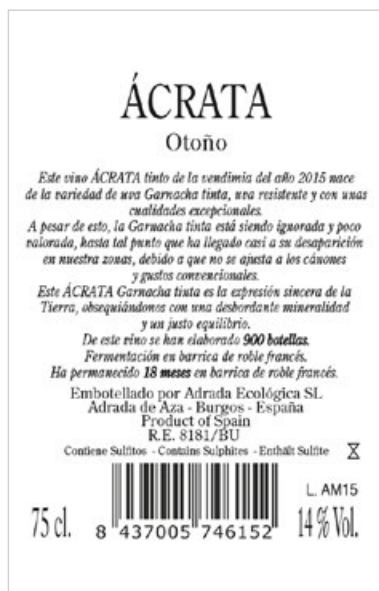 ÁCRATA
Otoño
Este vino ÁCRATA tinto de la vendimia del año 2015 nace
de la variedad de uva Garnacha tinta, uva resistente y con unas
cualidades excepcionales.
A pesar de esto, la Garnacha tinta está siendo ignorada y poco
valorada, hasta tal punto que ha llegado casi a su desaparición
en nuestra zonas, debido a que no se ajusta a los cánones
y gustos convencionales.
Este ÁCRATA Garnacha tinta es la expresión sincera de la
Tierra, obsequiándonos con una desbordante mineralidad
y un justo equilibrio.
De este vino se han elaborado 900 botellas.
Fermentación en barrica de roble francés.
Ha permanecido 18 meses en barrica de roble francés.
Embotellado por Adrada Ecológica SL
Adrada de Aza - Burgos - España
Product of Spain
R.E. 8181/BU
Contiene Sulfitos - Contains Sulphites - Enthält Sulfite
L. AM15
75 cl. 8 437005 746152 14 % Vol.